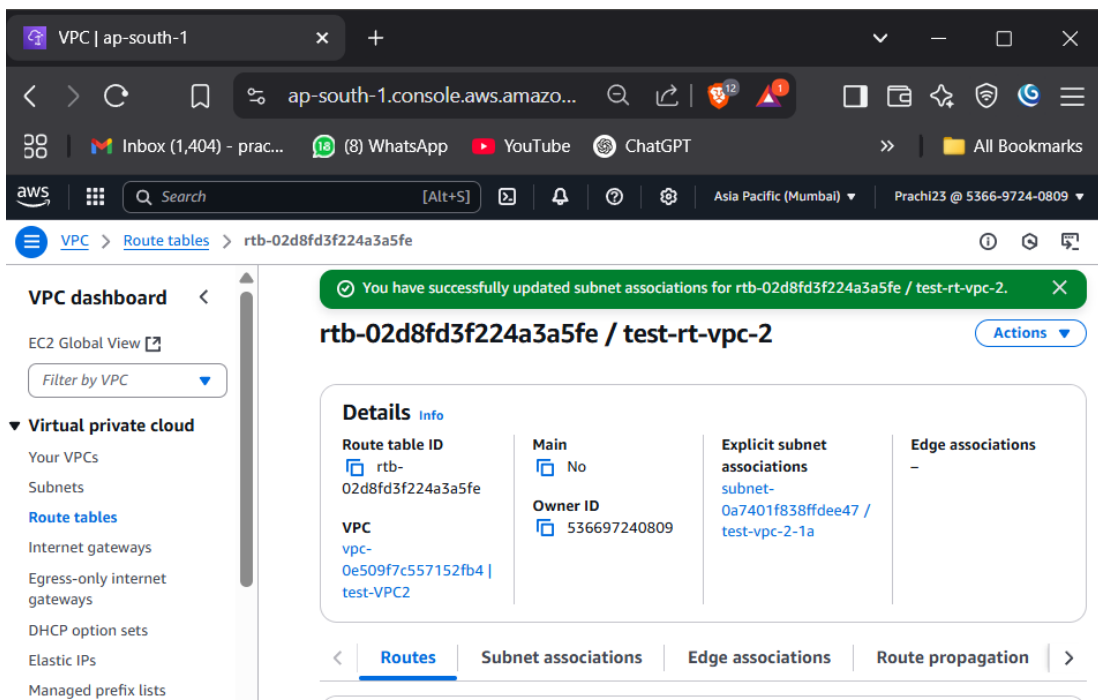 VPC | ap-south-1
ap-south-1.console.aws.amazo...
12
1
Inbox (1,404) - prac...
18
(8) WhatsApp
YouTube
ChatGPT
All Bookmarks
aws
Search
[Alt+S]
Asia Pacific (Mumbai)
Prachi23 @ 5366-9724-0809
VPC > Route tables > rtb-02d8fd3f224a3a5fe
VPC dashboard
EC2 Global View
Filter by VPC
Virtual private cloud
Your VPCs
Subnets
Route tables
Internet gateways
Egress-only internet
gateways
DHCP option sets
Elastic IPs
Managed prefix lists
You have successfully updated subnet associations for rtb-02d8fd3f224a3a5fe / test-rt-vpc-2.
rtb-02d8fd3f224a3a5fe / test-rt-vpc-2
Actions
Details Info
Route table ID
rtb-
02d8fd3f224a3a5fe
VPC
vpc-
0e509f7c557152fb4 |
test-VPC2
Main
No
Owner ID
536697240809
Explicit subnet
associations
subnet-
0a7401f838ffdee47 /
test-vpc-2-1a
Edge associations
–
Routes
Subnet associations
Edge associations
Route propagation